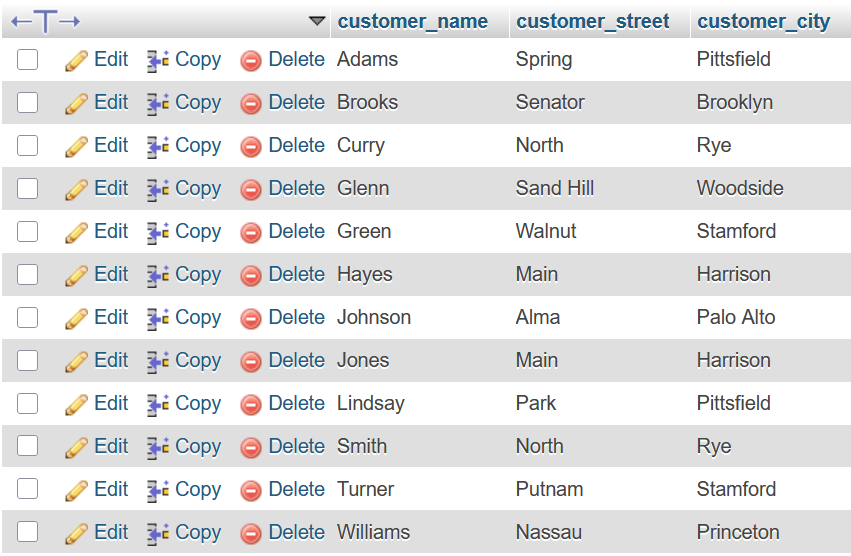 customer_name customer_street customer_city
Edit Copy Delete Adams Spring Pittsfield
Edit Copy Delete Brooks Senator Brooklyn
Edit Copy Delete Curry North Rye
Edit Copy Delete Glenn Sand Hill Woodside
Edit Copy Delete Green Walnut Stamford
Edit Copy Delete Hayes Main Harrison
Edit Copy Delete Johnson Alma Palo Alto
Edit Copy Delete Jones Main Harrison
Edit Copy Delete Lindsay Park Pittsfield
Edit Copy Delete Smith North Rye
Edit Copy Delete Turner Putnam Stamford
Edit Copy Delete Williams Nassau Princeton